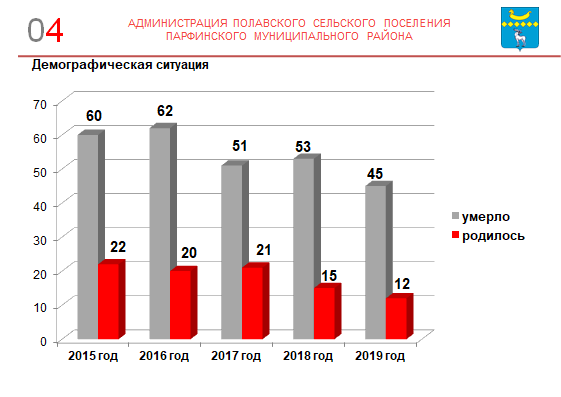 04
АДМИНИСТРАЦИЯ ПОЛАВСКОГО СЕЛЬСКОГО ПОСЕЛЕНИЯ
ПАРФИНСКОГО МУНИЦИПАЛЬНОГО РАЙОНА
Демографическая ситуация
70
60
50
40
30
20
10
0
60
62
51
53
45
22
20
21
15
12
2015 год
2016 год
2017 год
2018 год
2019 год
умерло
родилось